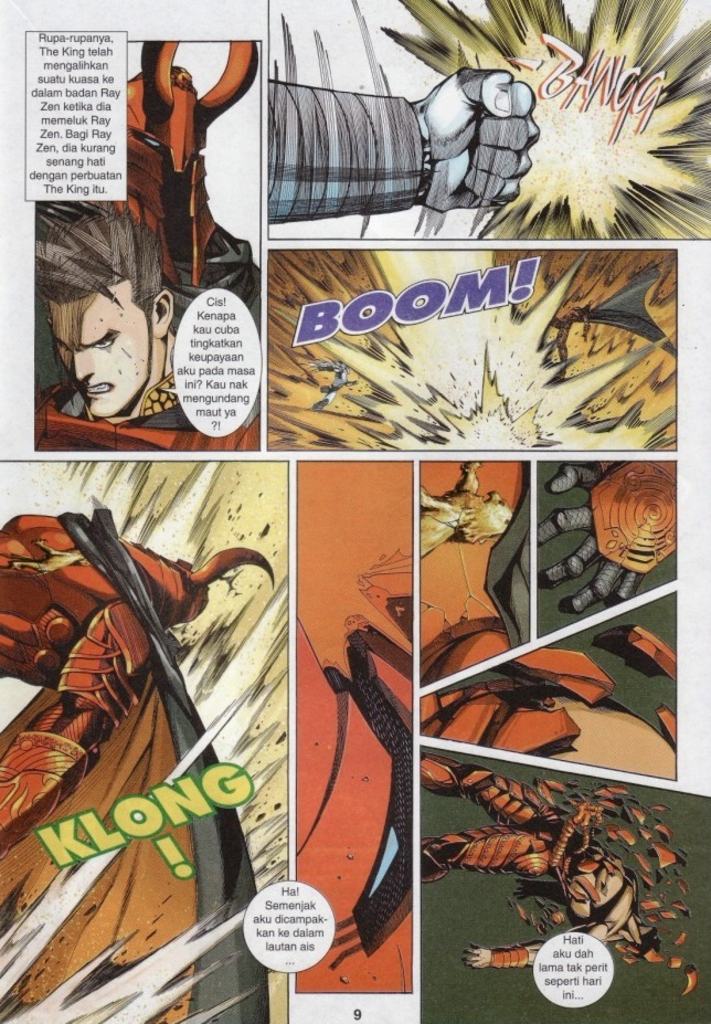 Rupa-rupanya,
The King telah
mengalihkan
suatu kuasa ke
dalam badan Ray
Zen ketika dia
memeluk Ray
Zen. Bagi Ray
Zen, dia kurang
senang hati
dengan perbuatan
The King itu.
BANGG
Cis!
Kenapa
kau cuba
tingkatkan
keupayaan
aku pada masa
ini? Kau nak
mengundang
maut ya
?!
BOOM!
KLONG
!
Ha!
Semenjak
aku dicampak-
kan ke dalam
lautan ais
...
Hati
aku dah
lama tak perit
seperti hari
ini...
9